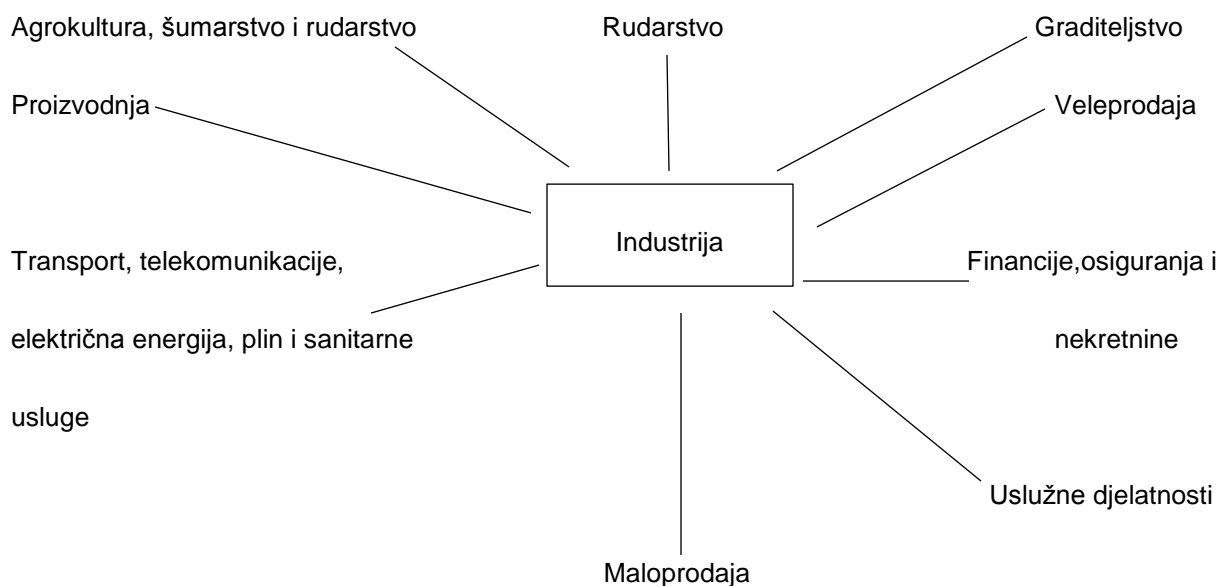 Agrokultura, šumarstvo i rudarstvo
Rudarstvo
Graditeljstvo
Proizvodnja
Veleprodaja
Industrija
Transport, telekomunikacije,
električna energija, plin i sanitarne
usluge
Financije,osiguranja i
nekretnine
Uslužne djelatnosti
Maloprodaja